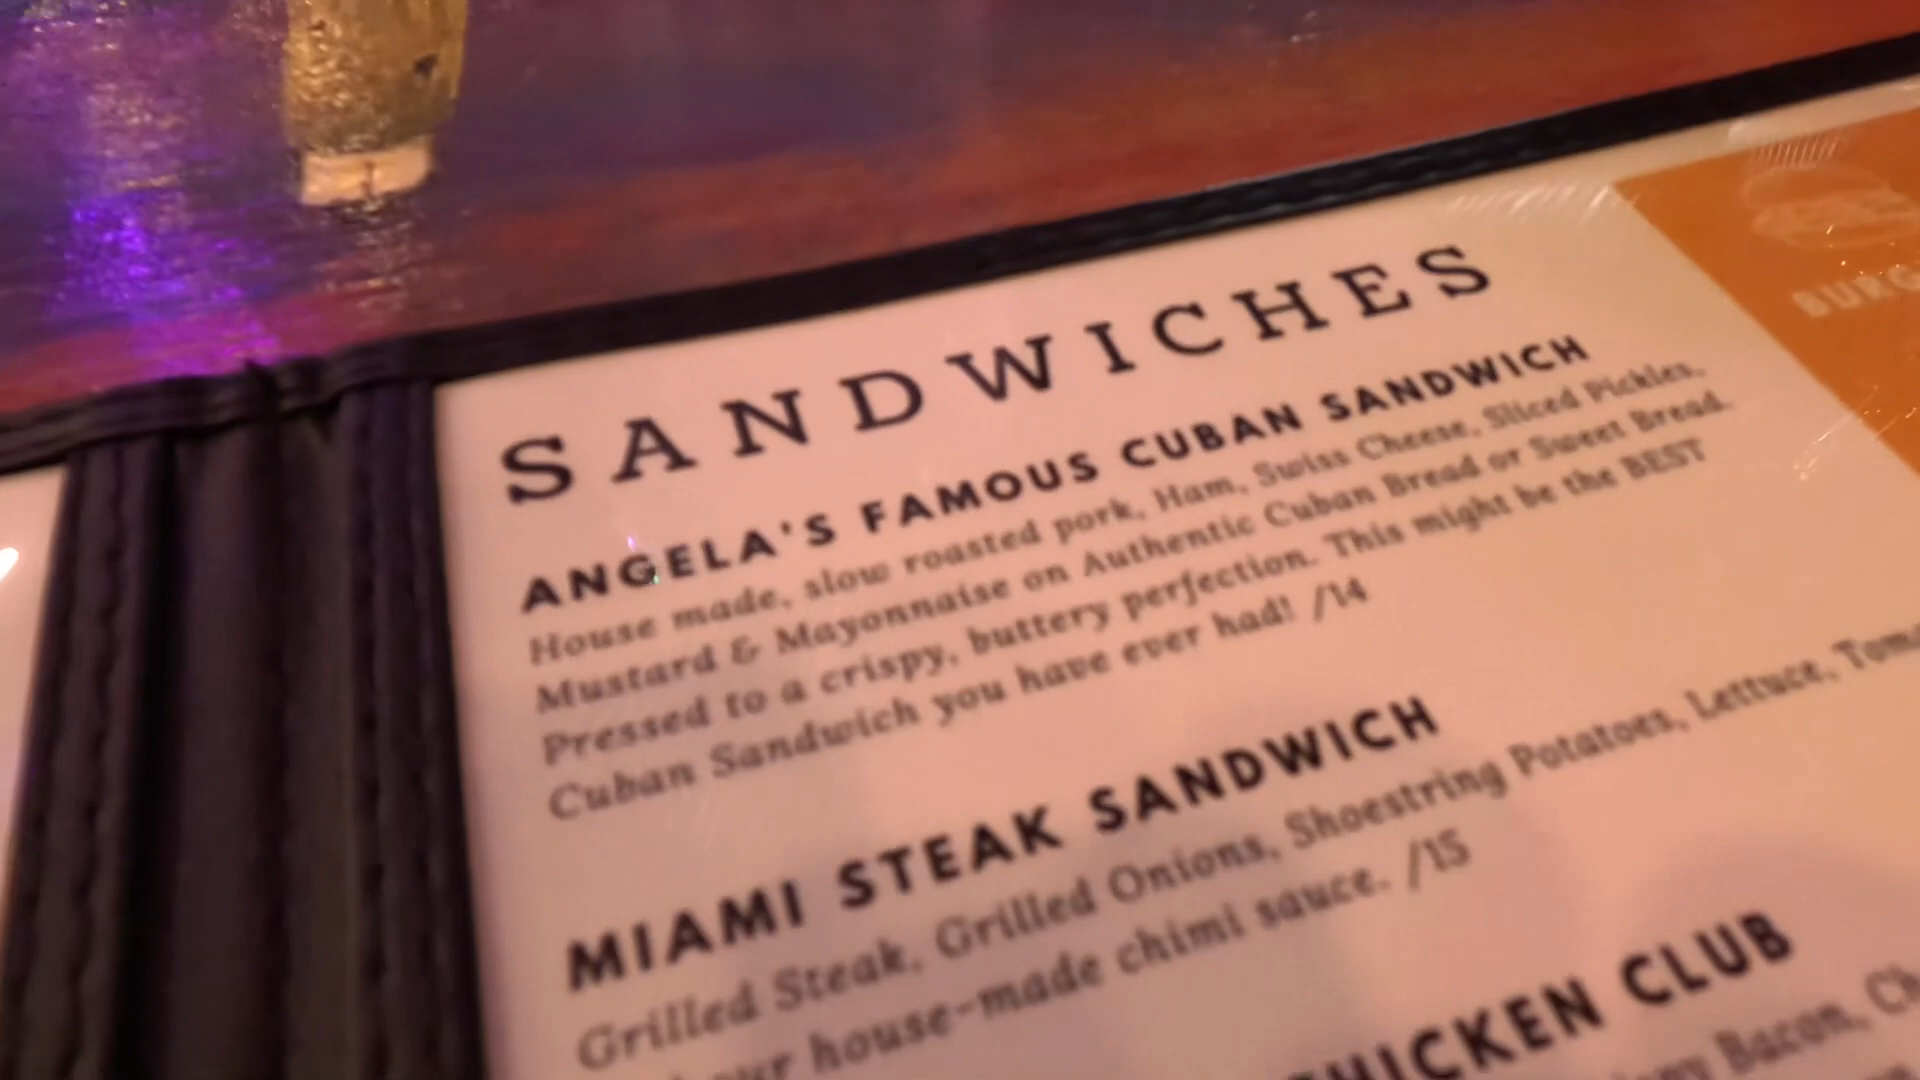 SANDWICHES
ANGELA'S FAMOUS CUBAN SANDWICH
House made, slow roasted pork, Ham, Swiss Cheese, Sliced Pickles,
Mustard & Mayonnaise on Authentic Cuban Bread or Sweet Bread.
Pressed to a crispy, buttery perfection. This might be the BEST
Cuban Sandwich you have ever had! /14
MIAMI STEAK SANDWICH
Grilled Steak, Grilled Onions, Shoestring Potatoes, Lettuce,
house-made chimi sauce. /15
CLUB
Bacon,